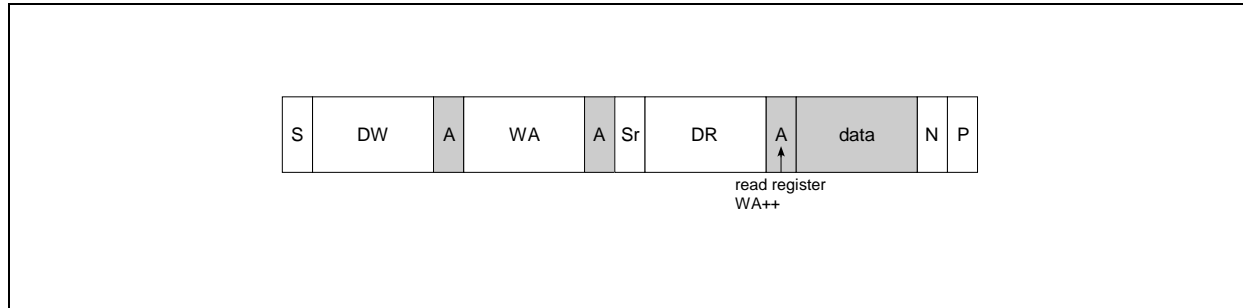 S DW A WA A Sr DR A data N P
read register
WA++